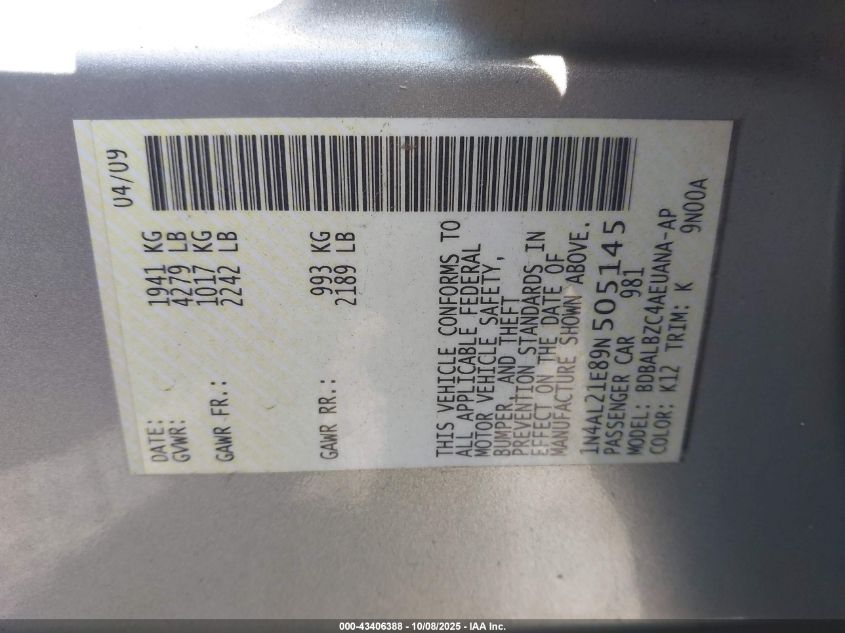 DATE: 04/09
GVWR: 1941 KG
4279 LB
GAWR FR.: 1017 KG
2242 LB
GAWR RR.: 993 KG
2189 LB
THIS VEHICLE CONFORMS TO
ALL APPLICABLE FEDERAL
MOTOR VEHICLE SAFETY,
BUMPER, AND THEFT
PREVENTION STANDARDS IN
EFFECT ON THE DATE OF
MANUFACTURE SHOWN ABOVE.
1N4AL21E89N505145
PASSENGER CAR 981
MODEL: BDBALBZC4AEUANA-AP
COLOR: K12 TRIM: K 9N00A
000-43406388 - 10/08/2025 - IAA Inc.